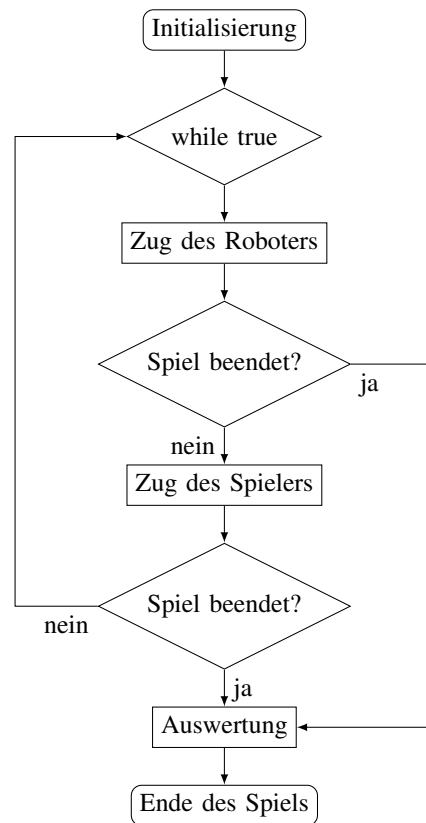 Initialisierung
while true
Zug des Roboters
Spiel beendet?
ja
nein
Zug des Spielers
Spiel beendet?
nein
ja
Auswertung
Ende des Spiels